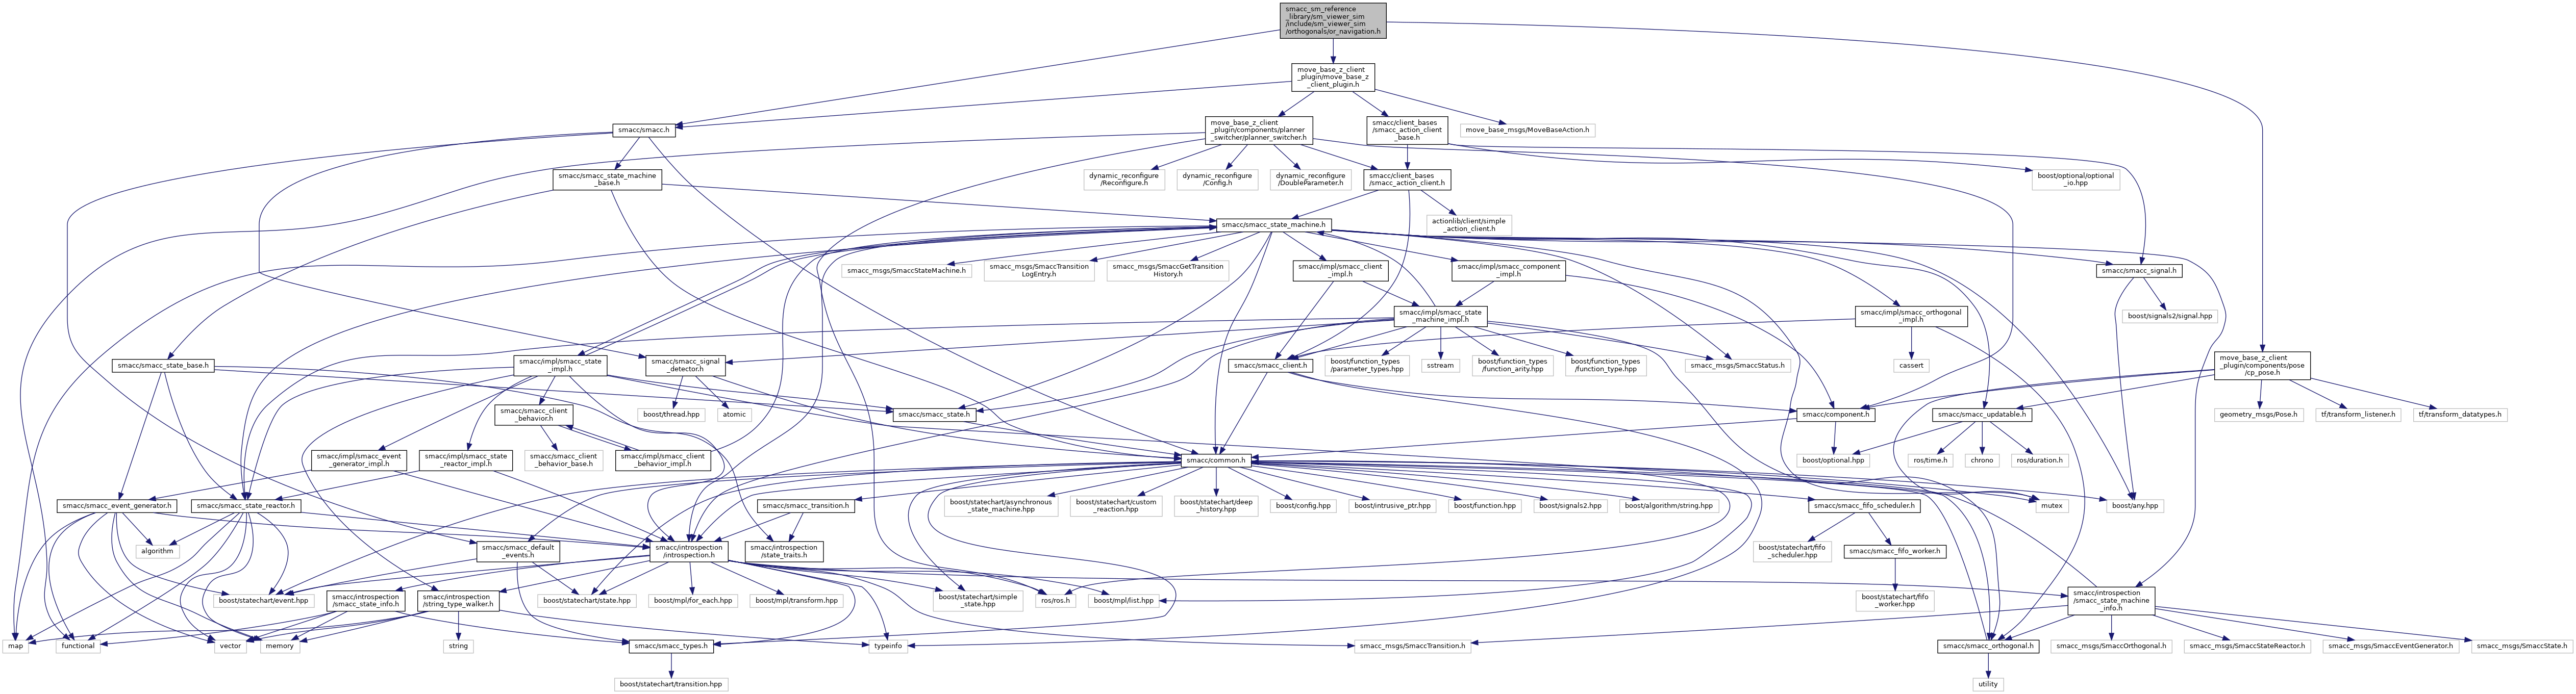 smacc_sm_reference
_library/sm_viewer_sim
/include/sm_viewer_sim
/orthogonals/or_navigation.h
move_base_z_client
_plugin/move_base_z
_client_plugin.h
smacc/smacc.h
move_base_z_client
_plugin/components/planner
_switcher/planner_switcher.h
smacc/client_bases
/smacc_action_client
_base.h
move_base_msgs/MoveBaseAction.h
smacc/smacc_state_machine
_base.h
dynamic_reconfigure
/Reconfigure.h
dynamic_reconfigure
/Config.h
dynamic_reconfigure
/DoubleParameter.h
smacc/client_bases
/smacc_action_client.h
boost/optional/optional
_io.hpp
smacc/smacc_state_machine.h
actionlib/client/simple
_action_client.h
smacc_msgs/SmaccStateMachine.h
smacc_msgs/SmaccTransition
LogEntry.h
smacc_msgs/SmaccGetTransition
History.h
smacc/impl/smacc_client
_impl.h
smacc/impl/smacc_component
_impl.h
smacc/smacc_signal.h
smacc/impl/smacc_state
_machine_impl.h
smacc/impl/smacc_orthogonal
_impl.h
boost/signals2/signal.hpp
smacc/smacc_state_base.h
smacc/impl/smacc_state
_impl.h
smacc/smacc_signal
_detector.h
smacc/smacc_client.h
boost/function_types
/parameter_types.hpp
sstream
boost/function_types
/function_arity.hpp
boost/function_types
/function_type.hpp
smacc_msgs/SmaccStatus.h
cassert
move_base_z_client
_plugin/components/pose
/cp_pose.h
smacc/smacc_client
_behavior.h
boost/thread.hpp
atomic
smacc/smacc_state.h
smacc/component.h
smacc/smacc_updatable.h
geometry_msgs/Pose.h
tf/transform_listener.h
tf/transform_datatypes.h
smacc/impl/smacc_event
_generator_impl.h
smacc/impl/smacc_state
_reactor_impl.h
smacc/smacc_client
_behavior_base.h
smacc/impl/smacc_client
_behavior_impl.h
smacc/common.h
boost/optional.hpp
ros/time.h
chrono
ros/duration.h
smacc/smacc_event_generator.h
smacc/smacc_state_reactor.h
smacc/smacc_transition.h
boost/statechart/asynchronous
_state_machine.hpp
boost/statechart/custom
_reaction.hpp
boost/statechart/deep
_history.hpp
boost/config.hpp
boost/intrusive_ptr.hpp
boost/function.hpp
boost/signals2.hpp
boost/algorithm/string.hpp
smacc/smacc_fifo_scheduler.h
mutex
boost/any.hpp
algorithm
smacc/smacc_default
_events.h
smacc/introspection
/introspection.h
smacc/introspection
/state_traits.h
boost/statechart/fifo
_scheduler.hpp
smacc/smacc_fifo_worker.h
boost/statechart/event.hpp
smacc/introspection
/smacc_state_info.h
smacc/introspection
/string_type_walker.h
boost/statechart/state.hpp
boost/mpl/for_each.hpp
boost/mpl/transform.hpp
boost/statechart/simple
_state.hpp
ros/ros.h
boost/mpl/list.hpp
boost/statechart/fifo
_worker.hpp
smacc/introspection
/smacc_state_machine
_info.h
map
functional
vector
memory
string
smacc/smacc_types.h
typeinfo
smacc_msgs/SmaccTransition.h
smacc/smacc_orthogonal.h
smacc_msgs/SmaccOrthogonal.h
smacc_msgs/SmaccStateReactor.h
smacc_msgs/SmaccEventGenerator.h
smacc_msgs/SmaccState.h
boost/statechart/transition.hpp
utility